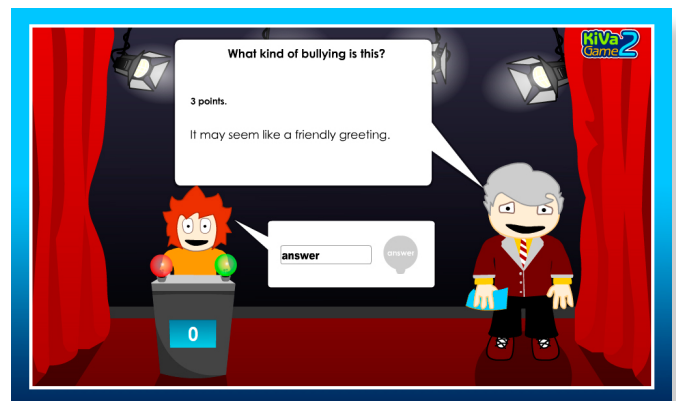 KiVa
Game 2
What kind of bullying is this?
3 points.
It may seem like a friendly greeting.
answer
answer
0